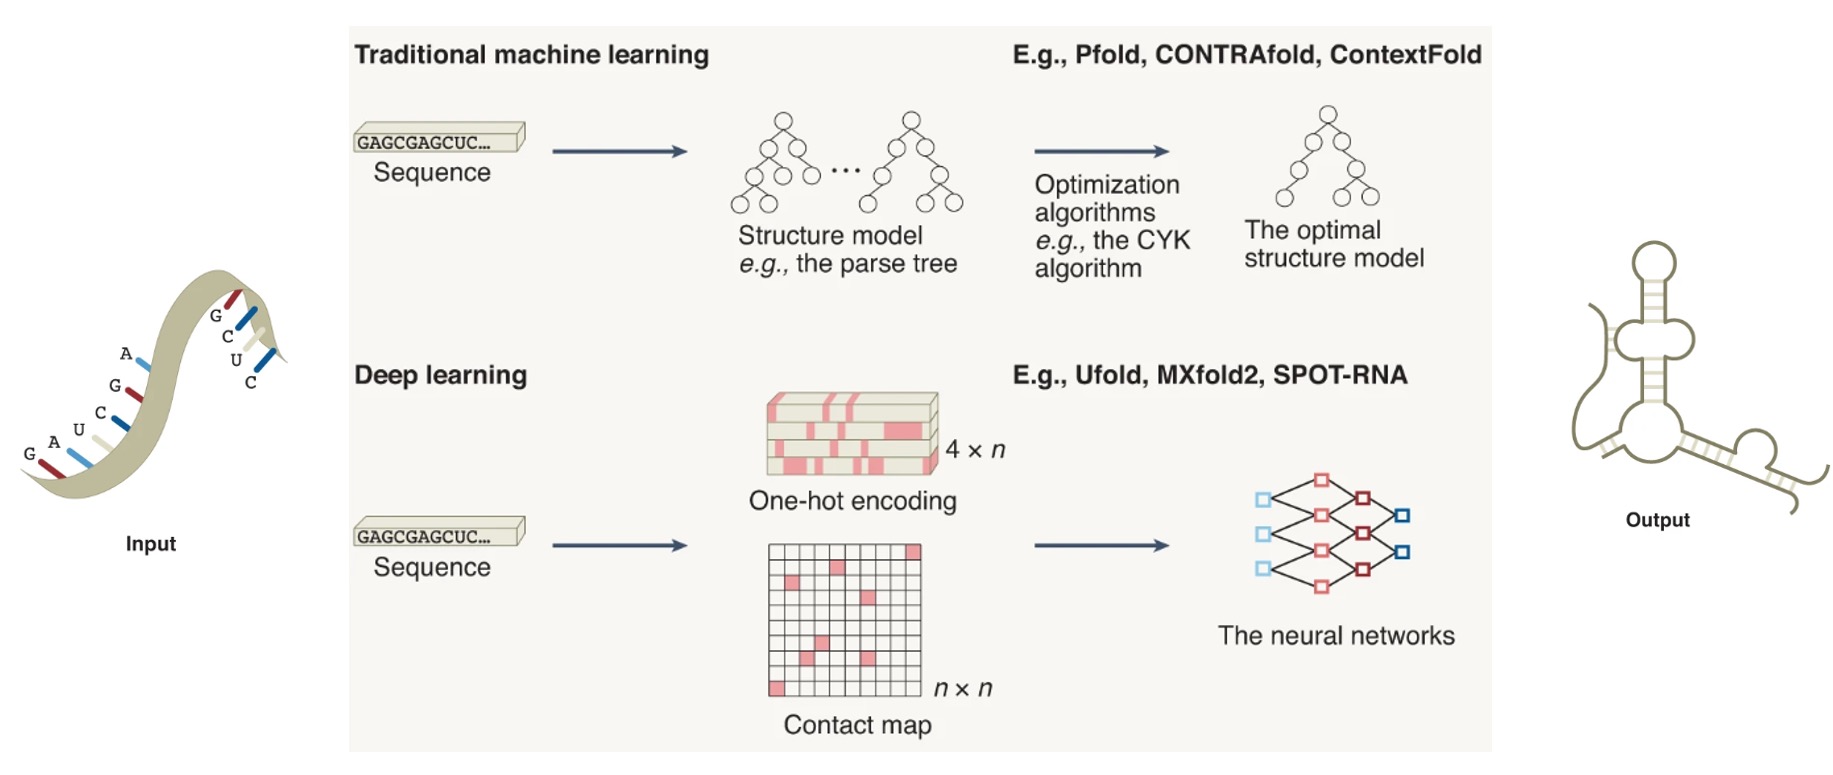 Traditional machine learning
E.g., Pfold, CONTRAfold, ContextFold
GAGCGAGCUC...
Sequence
...
Structure model
e.g., the parse tree
Optimization
algorithms
e.g., the CYK
algorithm
The optimal
structure model
G
C
U
C
A
G
C
U
A
G
Input
Deep learning
E.g., Ufold, MXfold2, SPOT-RNA
GAGCGAGCUC...
Sequence
4 × n
One-hot encoding
n × n
Contact map
The neural networks
Output